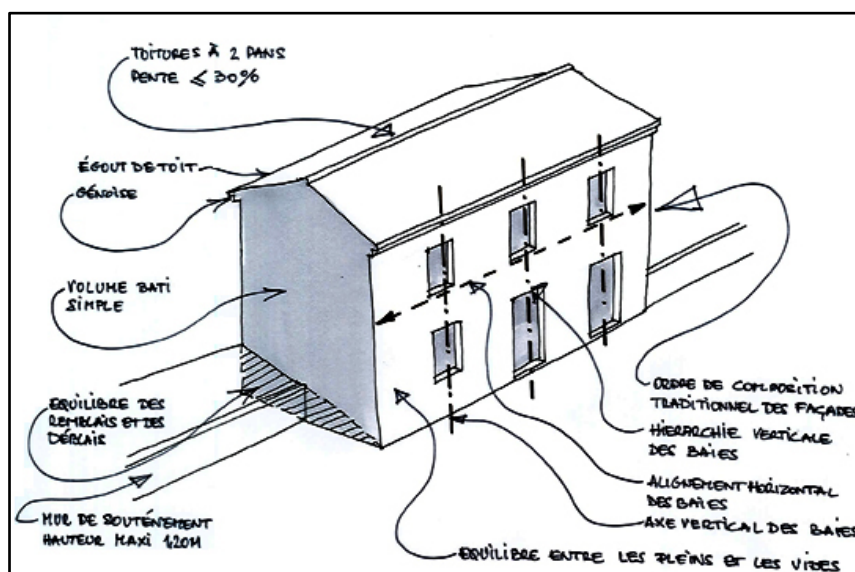 TOITURES À 2 PANS
PENTE ⩽ 30%
ÉGOUT DE TOIT
GÉNOISE
VOLUME BATI
SIMPLE
EQUILIBRE DES
REMBLAIS ET DES
DÉBLAIS
MUR DE SOUTÉNEMENT
HAUTEUR MAXI 1,20M
ORDRE DE COMPOSITION
TRADITIONNEL DES FAÇADES
HIERARCHIE VERTICALE
DES BAIES
ALIGNEMENT HORIZONTAL
DES BAIES
AXE VERTICAL DES BAIES
EQUILIBRE ENTRE LES PLEINS ET LES VIDES